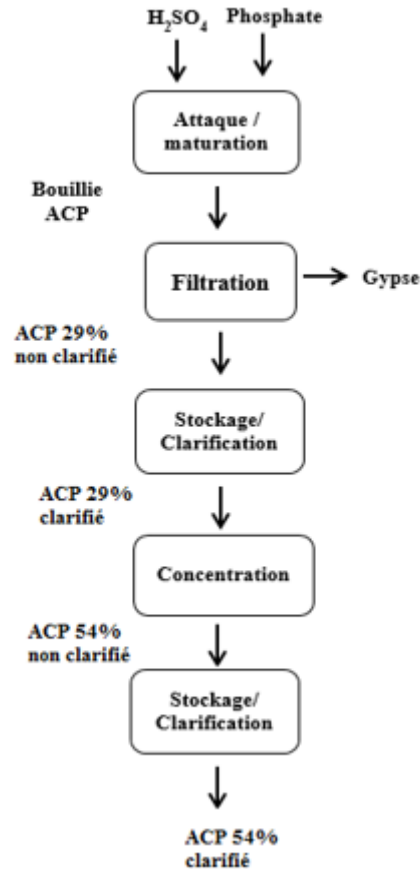 H₂SO₄ Phosphate
Attaque /
maturation
Bouillie
ACP
Filtration
Gypse
ACP 29%
non clarifié
Stockage/
Clarification
ACP 29%
clarifié
Concentration
ACP 54%
non clarifié
Stockage/
Clarification
ACP 54%
clarifié